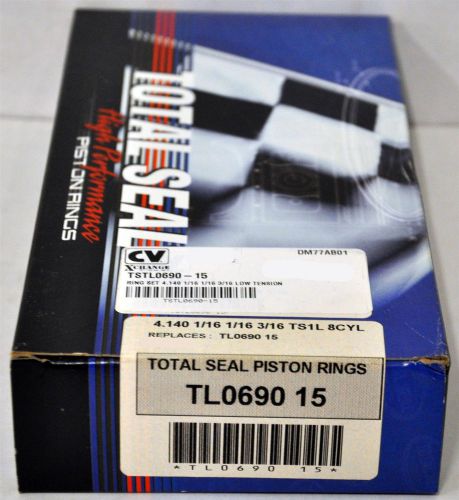 TOTAL SEAL
High Performance
PISTON RINGS
CV
XCHANGE
DM77AB01
TSTL0690-15
RING SET 4.140 1/16 1/16 3/16 LOW TENSION
TSTL0690-15
4.140 1/16 1/16 3/16 TS1L 8CYL
REPLACES: TL0690 15
TOTAL SEAL PISTON RINGS
TL0690 15
*TL0690 15*